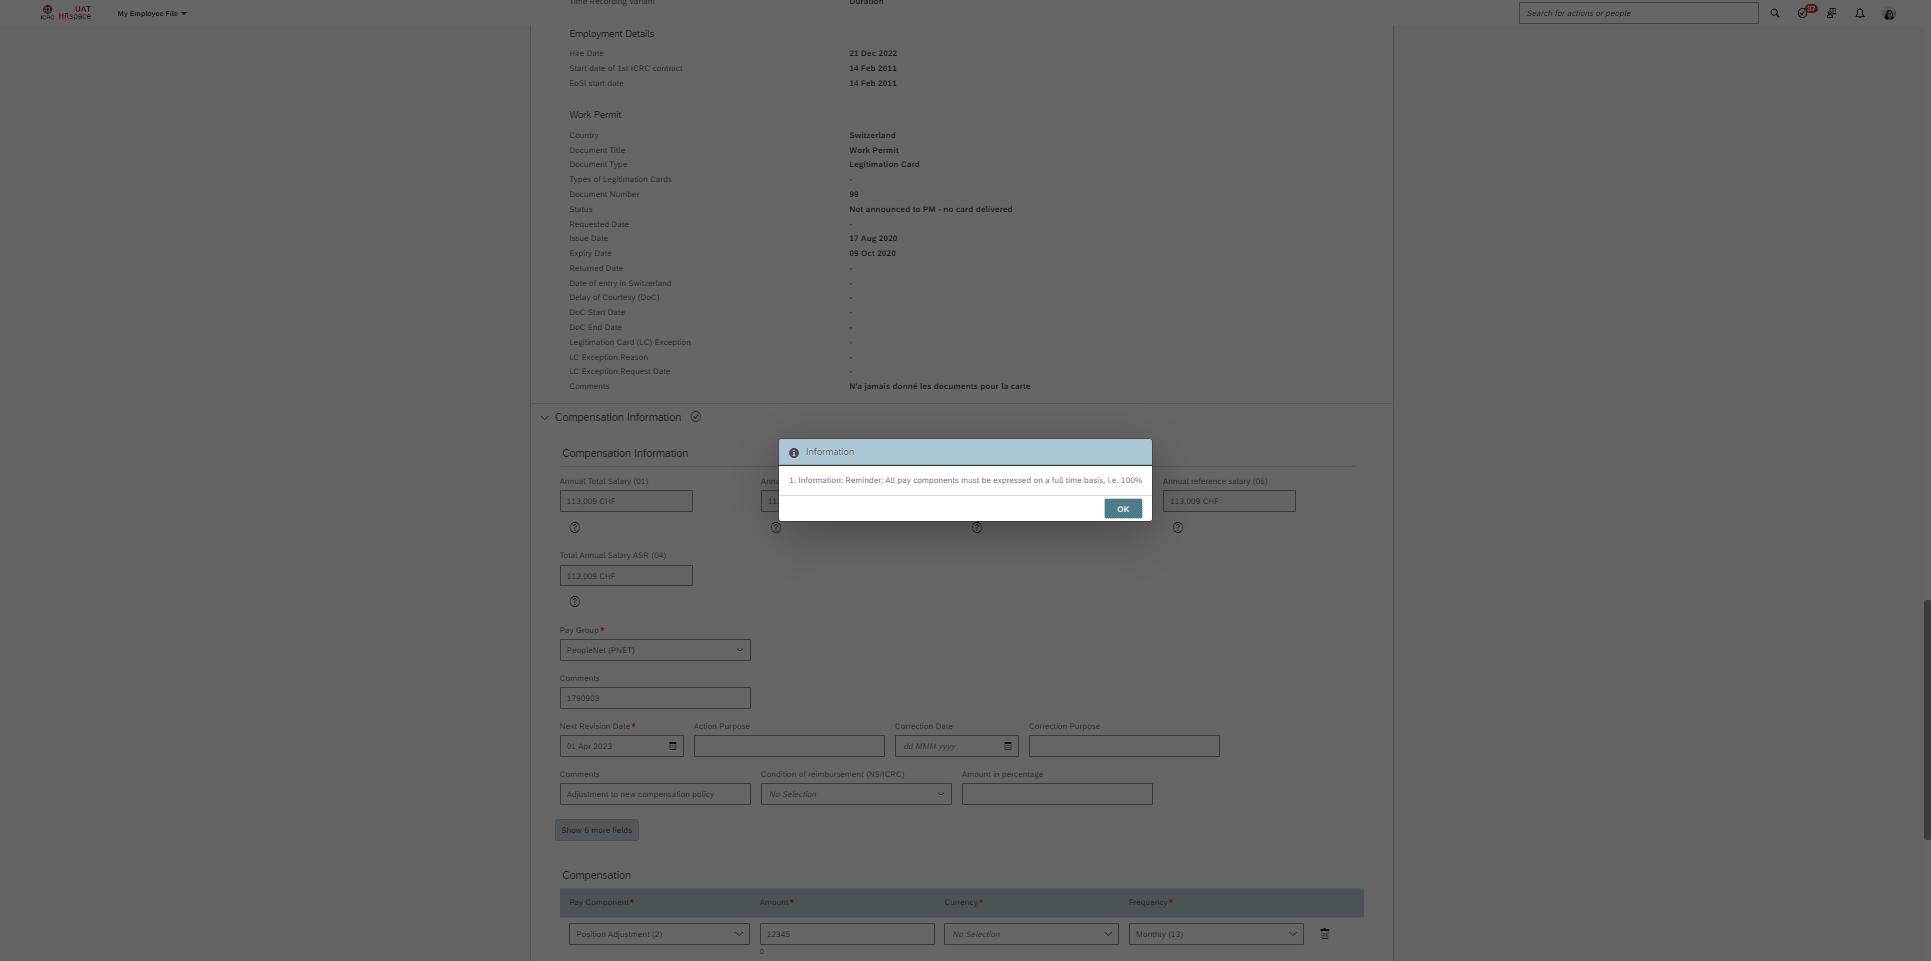 ICRC UAT HRspace My Employee File Search for actions or people 37
Time Recording Variant Duration
Employment Details
Hire Date 21 Dec 2022
Start date of 1st ICRC contract 14 Feb 2011
EoSI start date 14 Feb 2011
Work Permit
Country Switzerland
Document Title Work Permit
Document Type Legitimation Card
Types of Legitimation Cards -
Document Number 99
Status Not announced to PM - no card delivered
Requested Date -
Issue Date 17 Aug 2020
Expiry Date 09 Oct 2020
Returned Date -
Date of entry in Switzerland -
Delay of Courtesy (DoC) -
DoC Start Date -
DoC End Date -
Legitimation Card (LC) Exception -
LC Exception Reason -
LC Exception Request Date -
Comments N'a jamais donné les documents pour la carte
Compensation Information
Compensation Information
Information
1. Information: Reminder: All pay components must be expressed on a full time basis, i.e. 100%
OK
Annual Total Salary (01) Annu Annual reference salary (06)
113,009 CHF 11 113,009 CHF
Total Annual Salary ASR (04)
113,009 CHF
Pay Group*
PeopleNet (PNET)
Comments
1790903
Next Revision Date* Action Purpose Correction Date Correction Purpose
01 Apr 2023 dd MMM yyyy
Comments Condition of reimbursement (NS/ICRC) Amount in percentage
Adjustment to new compensation policy No Selection
Show 6 more fields
Compensation
Pay Component* Amount* Currency* Frequency*
Position Adjustment (2) 12345 No Selection Monthly (13)
0